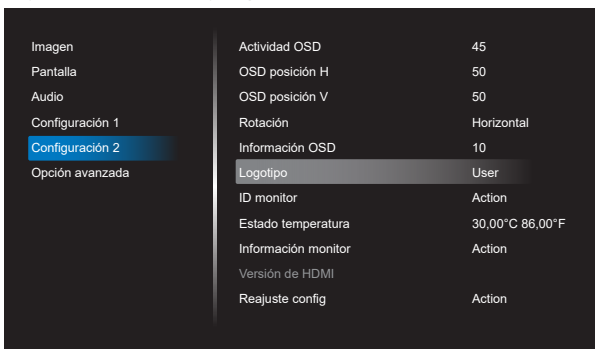 Imagen
Pantalla
Audio
Configuración 1
Configuración 2
Opción avanzada
Actividad OSD 45
OSD posición H 50
OSD posición V 50
Rotación Horizontal
Información OSD 10
Logotipo User
ID monitor Action
Estado temperatura 30,00°C 86,00°F
Información monitor Action
Versión de HDMI
Reajuste config Action